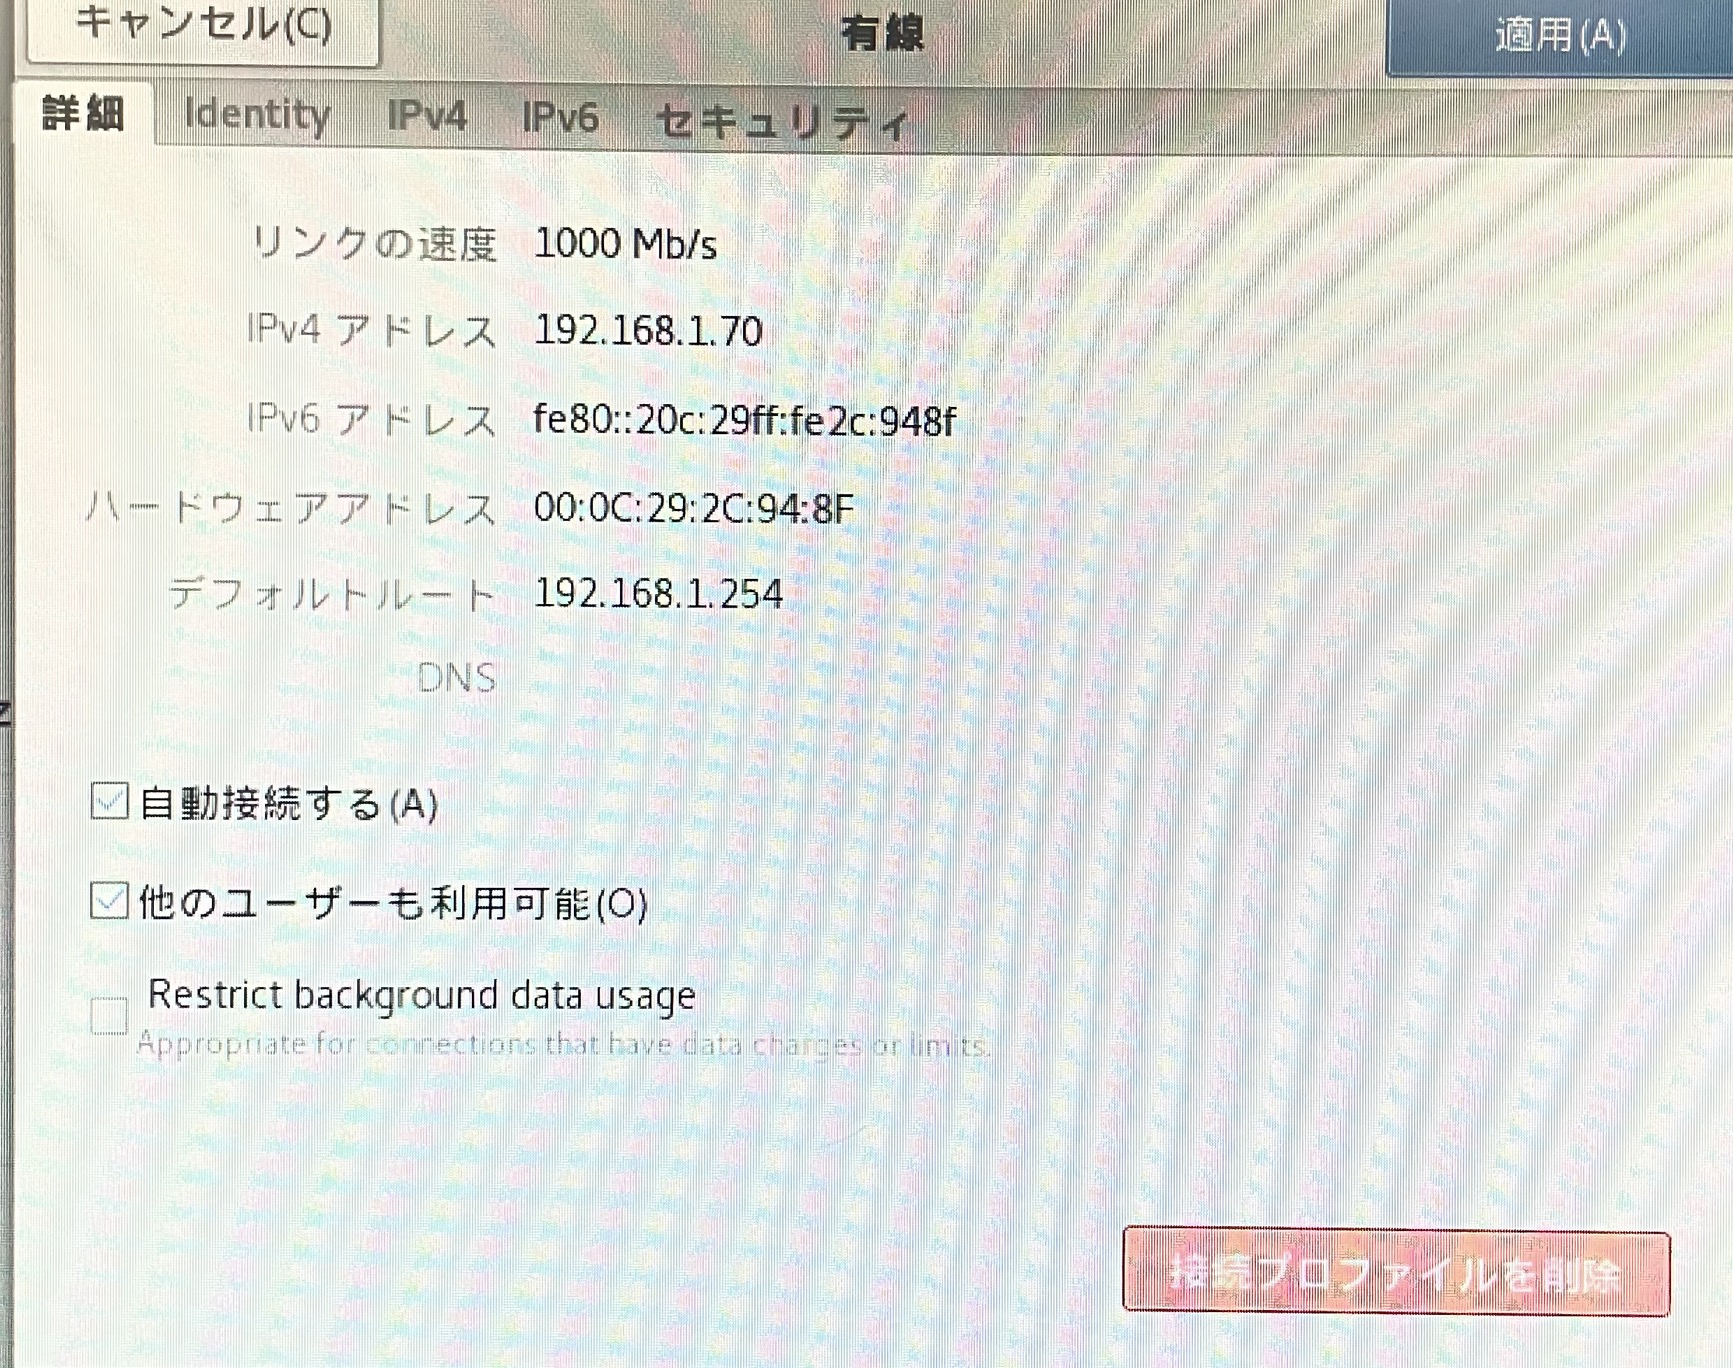 キャンセル(C)
有線
適用(A)
詳細
Identity
IPv4
IPv6
セキュリティ
リンクの速度 1000 Mb/s
IPv4 アドレス 192.168.1.70
IPv6 アドレス fe80::20c:29ff:fe2c:948f
ハードウェアアドレス 00:0C:29:2C:94:8F
デフォルトルート 192.168.1.254
DNS
自動接続する(A)
他のユーザーも利用可能(O)
Restrict background data usage
Appropriate for connections that have data charges or limits.
接続プロファイルを削除